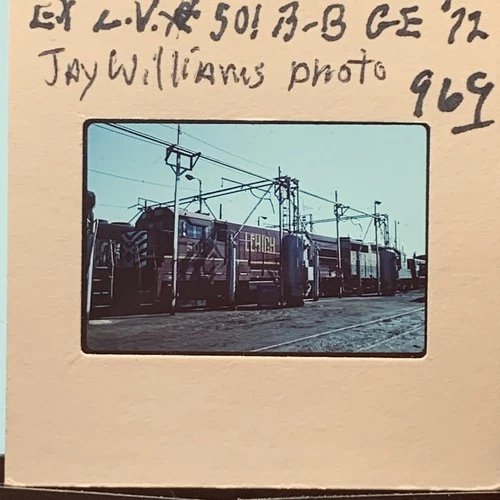 EX L.V. 501 B-B GE '72
JAY Williams photo
969
LEHIGH